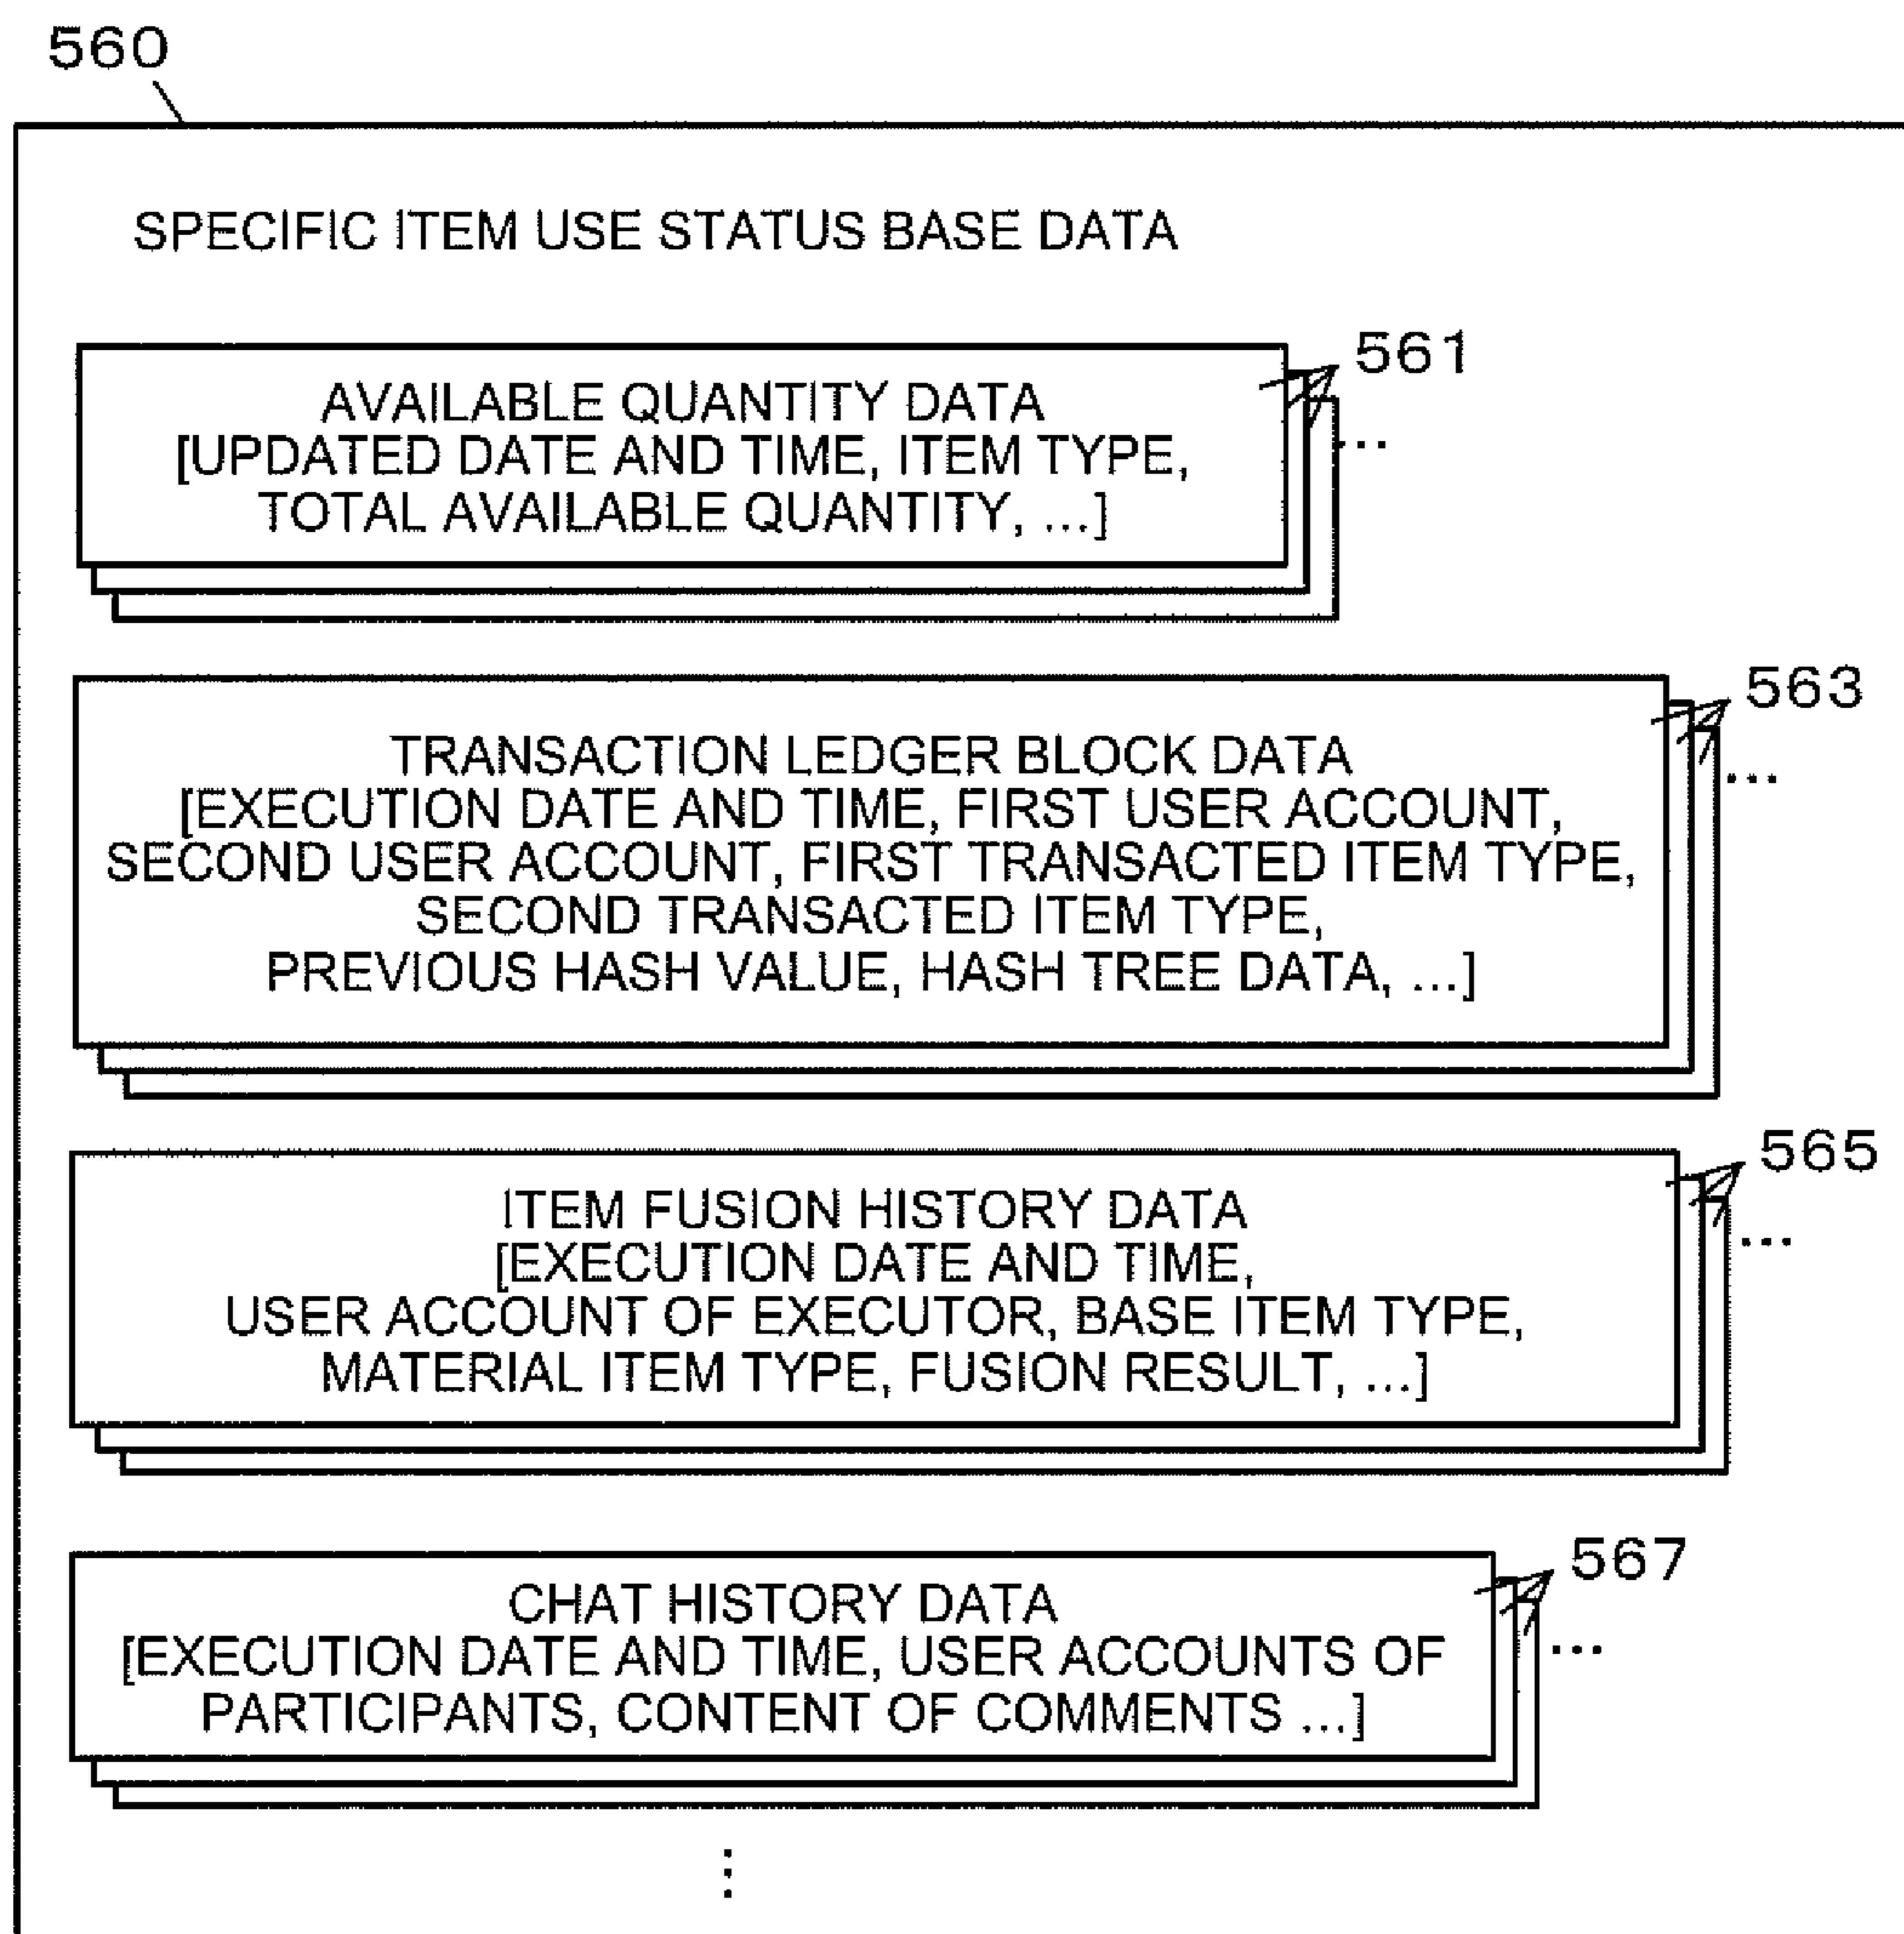 560
SPECIFIC ITEM USE STATUS BASE DATA
561
AVAILABLE QUANTITY DATA
[UPDATED DATE AND TIME, ITEM TYPE,
TOTAL AVAILABLE QUANTITY, ...]
...
563
TRANSACTION LEDGER BLOCK DATA
[EXECUTION DATE AND TIME, FIRST USER ACCOUNT,
SECOND USER ACCOUNT, FIRST TRANSACTED ITEM TYPE,
SECOND TRANSACTED ITEM TYPE,
PREVIOUS HASH VALUE, HASH TREE DATA, ...]
...
565
ITEM FUSION HISTORY DATA
[EXECUTION DATE AND TIME,
USER ACCOUNT OF EXECUTOR, BASE ITEM TYPE,
MATERIAL ITEM TYPE, FUSION RESULT, ...]
...
567
CHAT HISTORY DATA
[EXECUTION DATE AND TIME, USER ACCOUNTS OF
PARTICIPANTS, CONTENT OF COMMENTS ...]
...
⋮